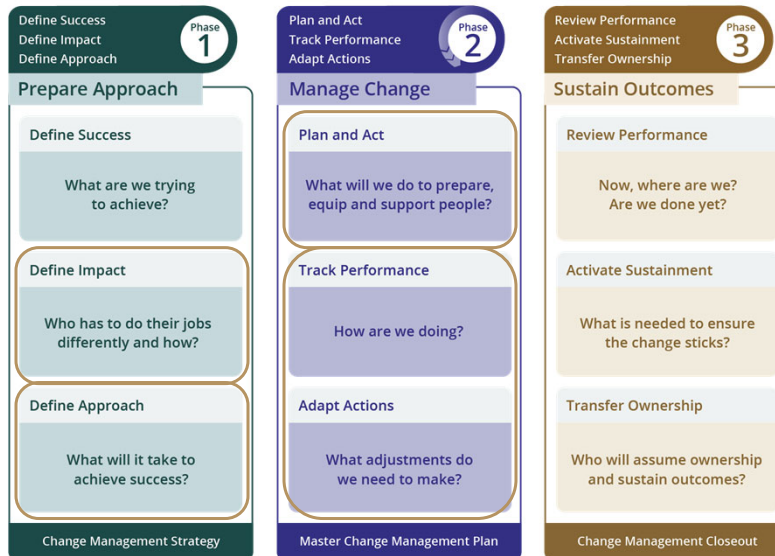 Define Success
Define Impact
Define Approach
Phase
1
Prepare Approach
Define Success
What are we trying
to achieve?
Define Impact
Who has to do their jobs
differently and how?
Define Approach
What will it take to
achieve success?
Change Management Strategy
Plan and Act
Track Performance
Adapt Actions
Phase
2
Manage Change
Plan and Act
What will we do to prepare,
equip and support people?
Track Performance
How are we doing?
Adapt Actions
What adjustments do
we need to make?
Master Change Management Plan
Review Performance
Activate Sustainment
Transfer Ownership
Phase
3
Sustain Outcomes
Review Performance
Now, where are we?
Are we done yet?
Activate Sustainment
What is needed to ensure
the change sticks?
Transfer Ownership
Who will assume ownership
and sustain outcomes?
Change Management Closeout